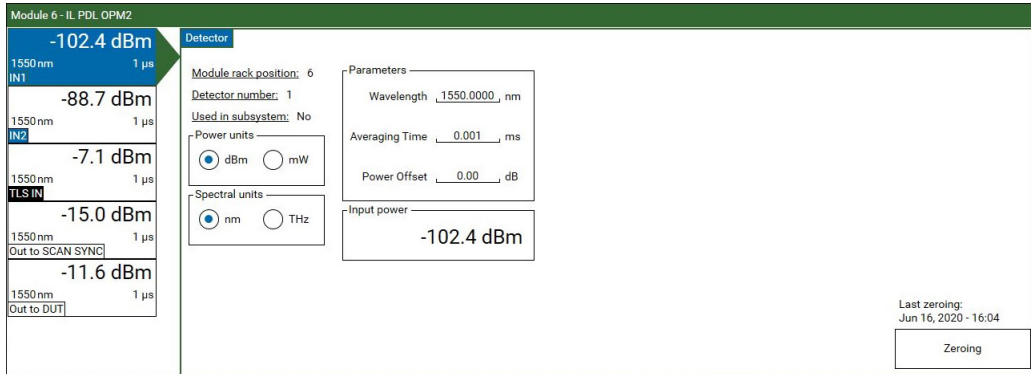 Module 6 - IL PDL OPM2
-102.4 dBm
1550 nm 1 µs
IN1
-88.7 dBm
1550 nm 1 µs
IN2
-7.1 dBm
1550 nm 1 µs
TLS IN
-15.0 dBm
1550 nm 1 µs
Out to SCAN SYNC
-11.6 dBm
1550 nm 1 µs
Out to DUT
Detector
Module rack position: 6
Detector number: 1
Used in subsystem: No
Power units
dBm mW
Spectral units
nm THz
Parameters
Wavelength 1550.0000 nm
Averaging Time 0.001 ms
Power Offset 0.00 dB
Input power
-102.4 dBm
Last zeroing:
Jun 16, 2020 - 16:04
Zeroing